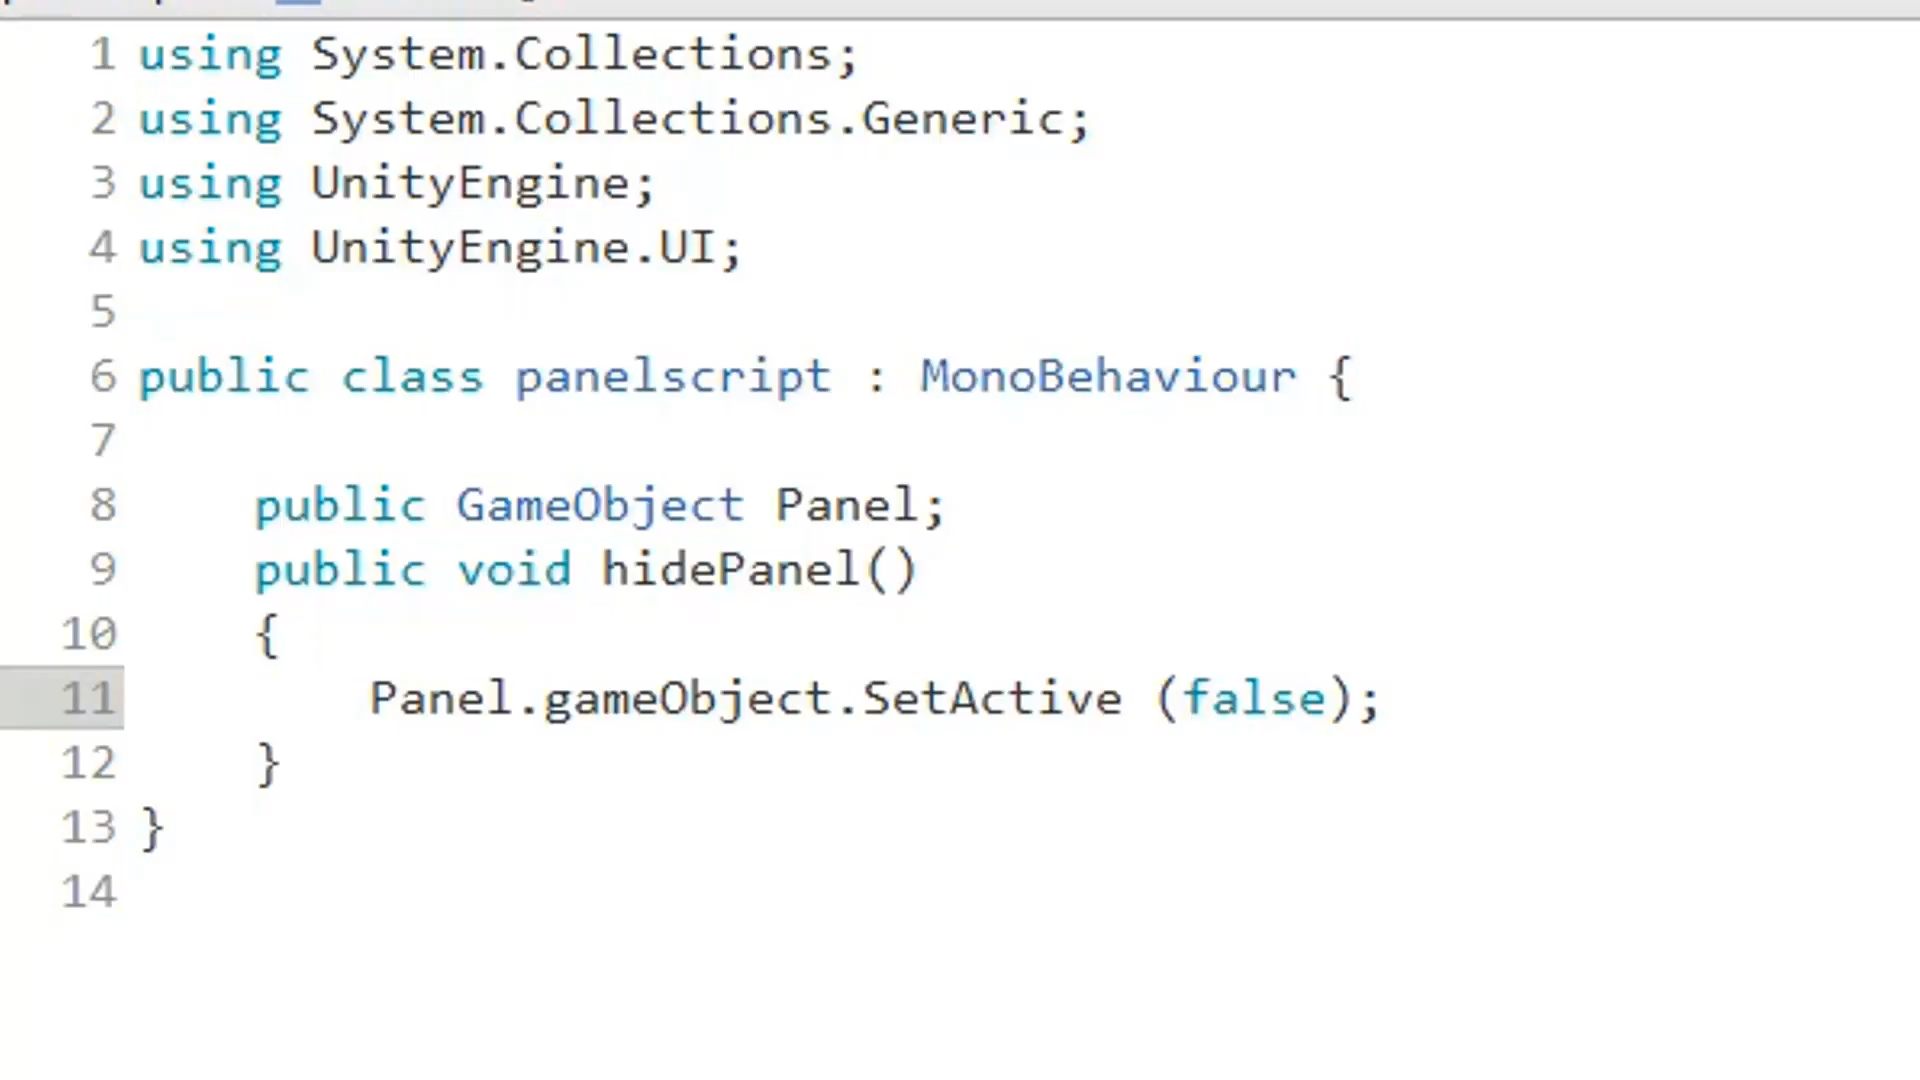 1 using System.Collections;
2 using System.Collections.Generic;
3 using UnityEngine;
4 using UnityEngine.UI;
5
6 public class panelscript : MonoBehaviour {
7
8 public GameObject Panel;
9 public void hidePanel()
10 {
11 Panel.gameObject.SetActive (false);
12 }
13 }
14